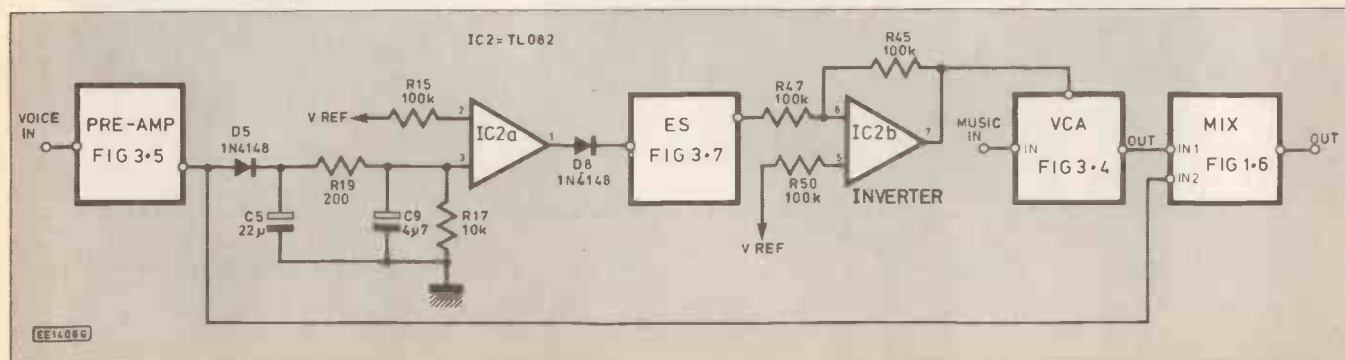 IC2 = TL082
VOICE
IN
PRE-AMP
FIG 3·5
D5
1N4148
R19
200
C5
22µ
C9
4µ7
R17
10k
V REF
R15
100k
2
3
IC2a
1
D8
1N4148
ES
FIG 3·7
R47
100k
R45
100k
R50
100k
V REF
6
5
IC2b
7
INVERTER
MUSIC
IN
IN
VCA
FIG 3·4
OUT
IN1
IN2
MIX
FIG 1·6
OUT
EE1406G